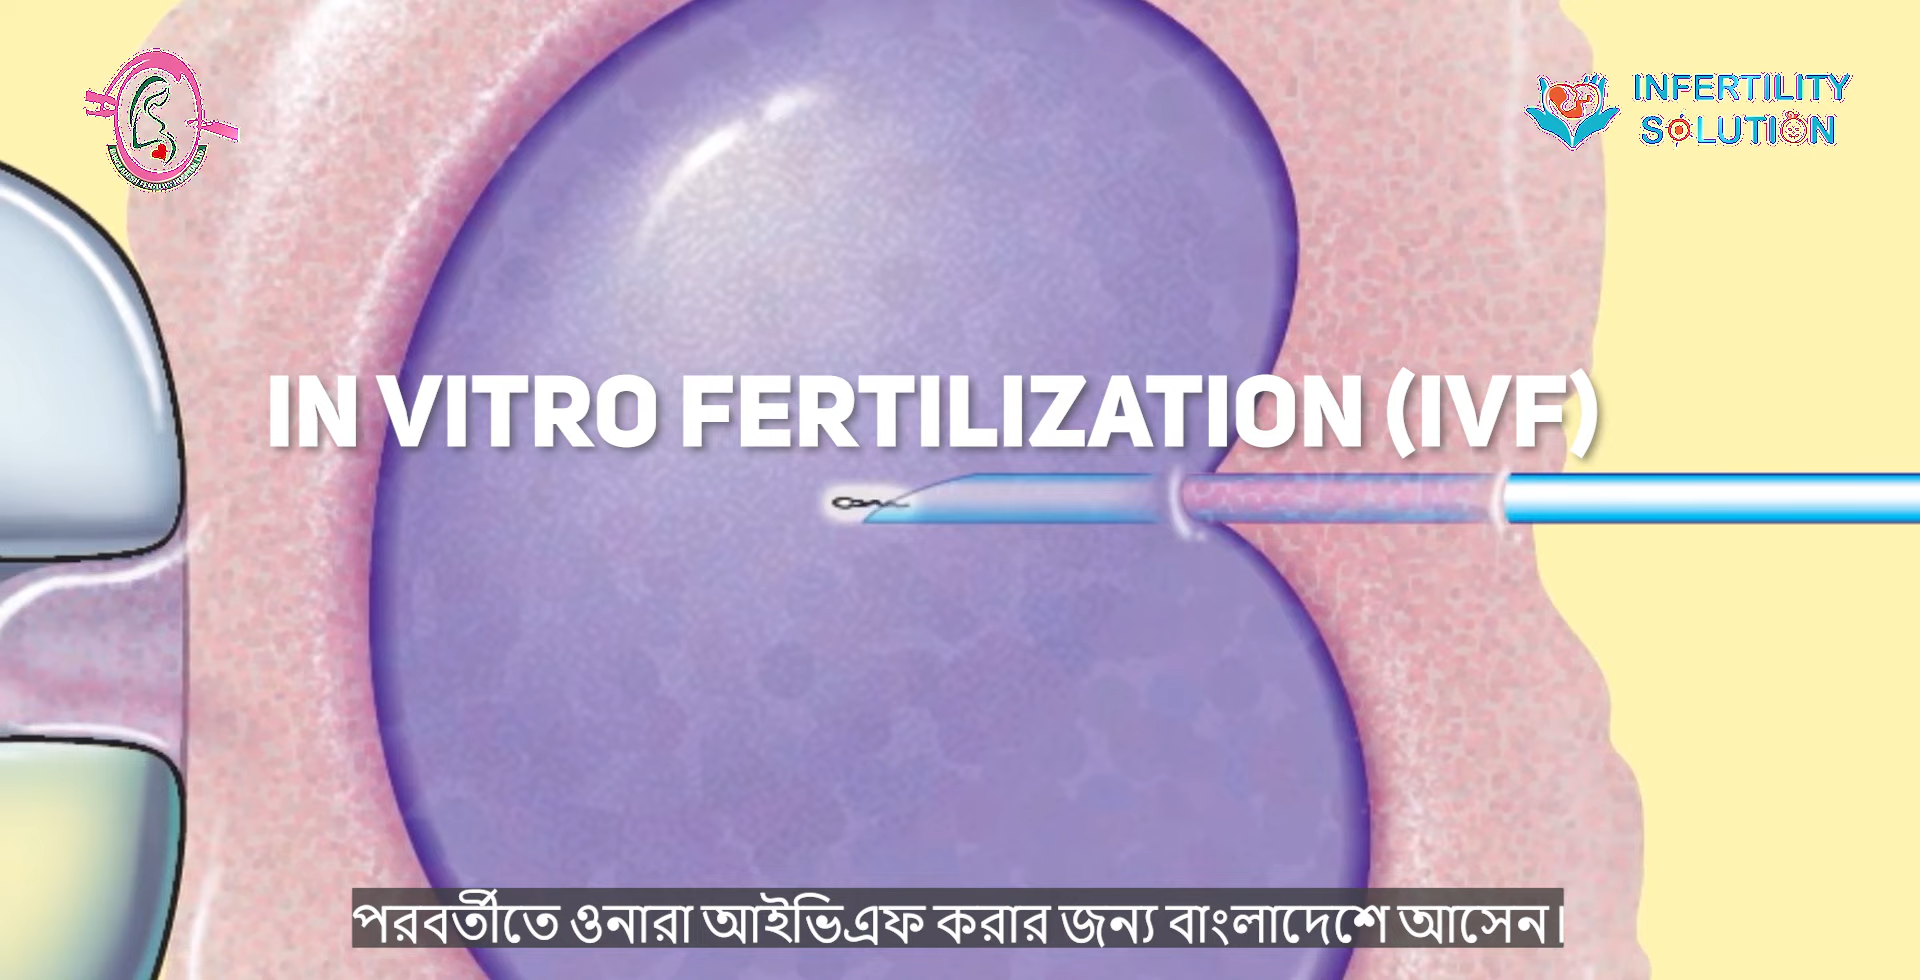 INFERTILITY
SOLUTION
IN VITRO FERTILIZATION (IVF)
পরবর্তীতে ওনারা আইভিএফ করার জন্য বাংলাদেশে আসেন।